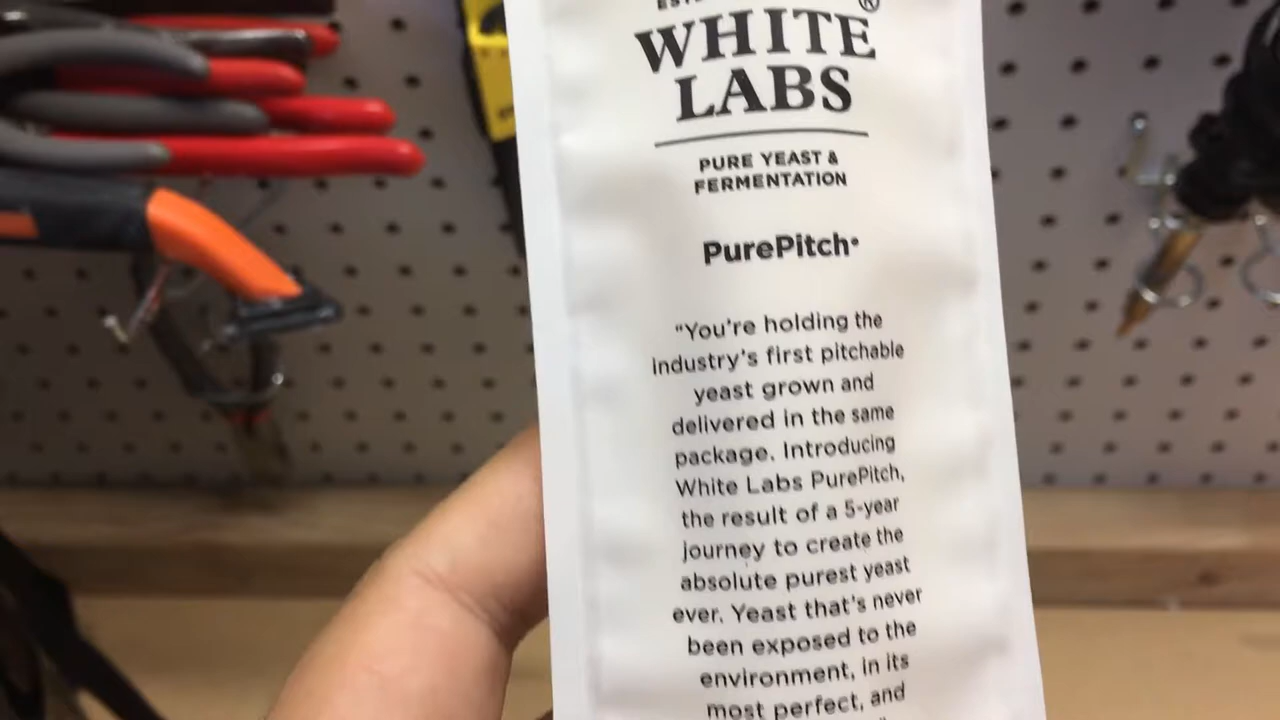 WHITE®
LABS
PURE YEAST &
FERMENTATION
PurePitch®
"You're holding the
industry's first pitchable
yeast grown and
delivered in the same
package. Introducing
White Labs PurePitch,
the result of a 5-year
journey to create the
absolute purest yeast
ever. Yeast that's never
been exposed to the
environment, in its
most perfect, and